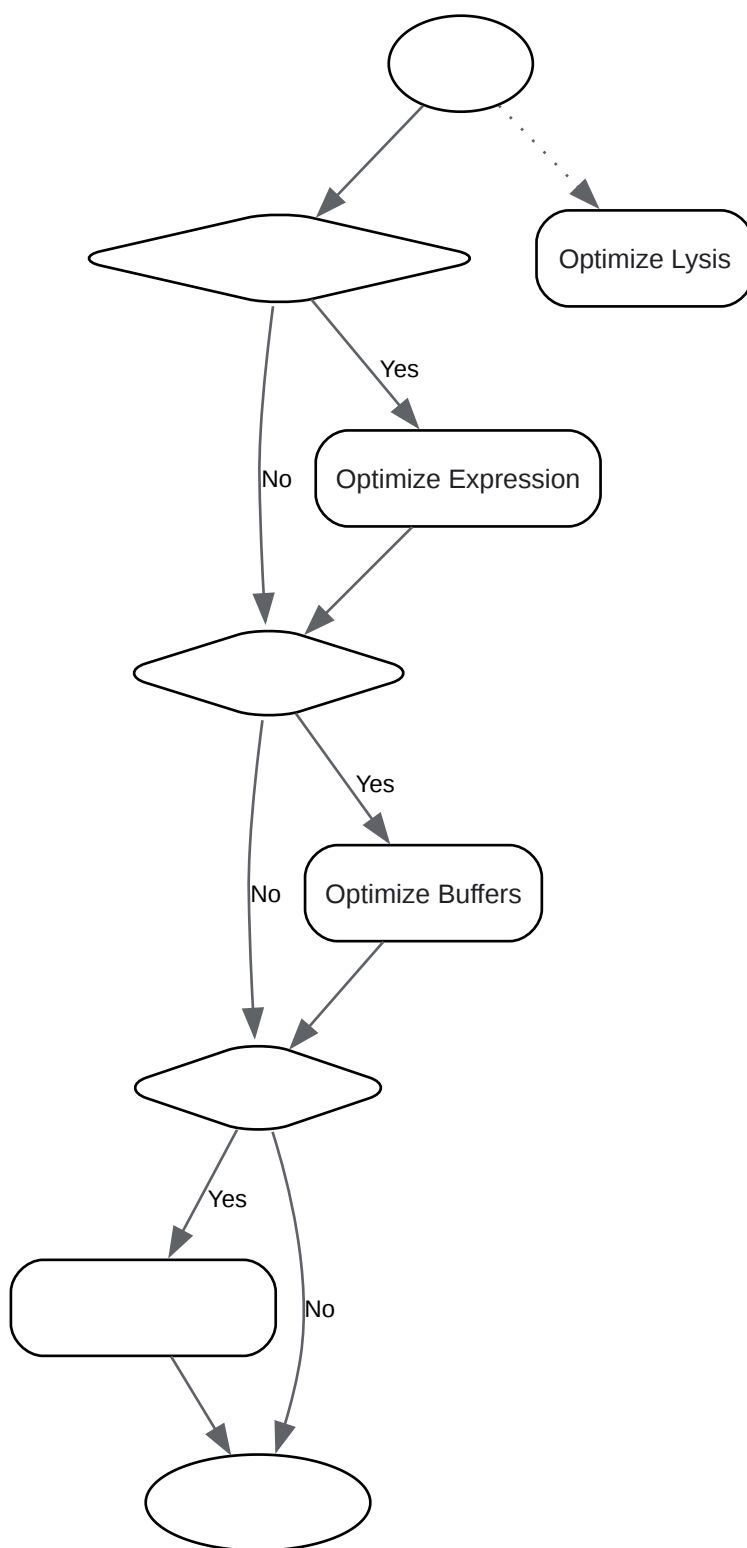 Optimize Lysis
Yes
Optimize Expression
No
Yes
Optimize Buffers
No
Yes
No